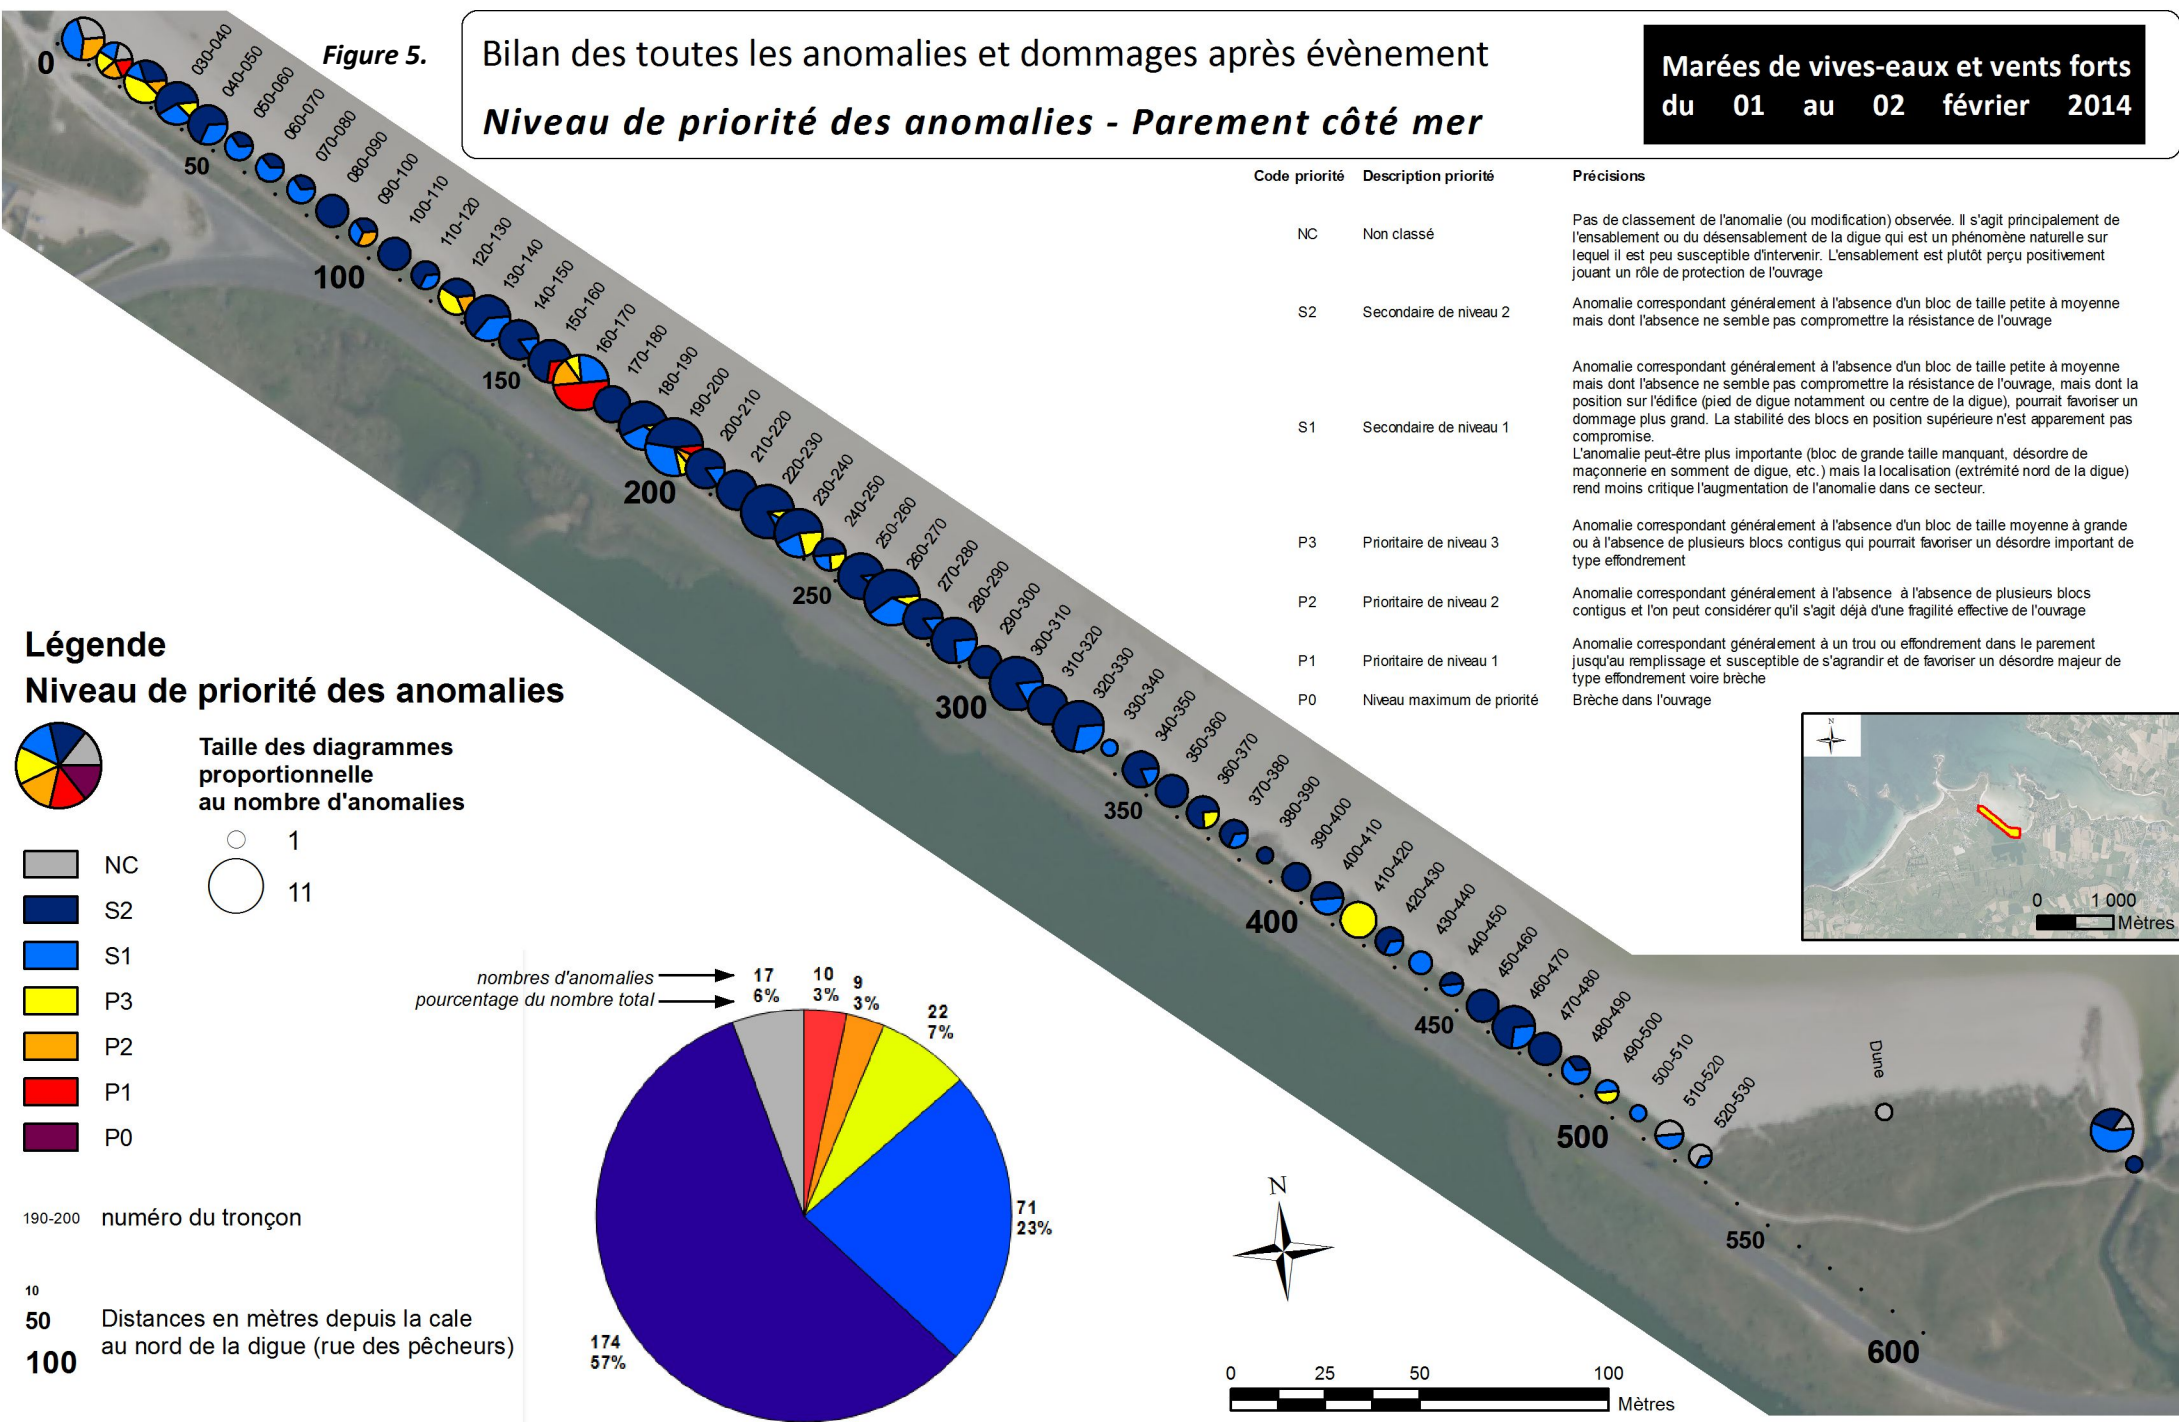 Figure 5.
Bilan des toutes les anomalies et dommages après évènement
Niveau de priorité des anomalies - Parement côté mer
Marées de vives-eaux et vents forts
du 01 au 02 février 2014
Code priorité Description priorité Précisions
NC Non classé
Pas de classement de l'anomalie (ou modification) observée. Il s'agit principalement de
l'ensablement ou du désensablement de la digue qui est un phénomène naturelle sur
lequel il est peu susceptible d'intervenir. L'ensablement est plutôt perçu positivement
jouant un rôle de protection de l'ouvrage
S2 Secondaire de niveau 2
Anomalie correspondant généralement à l'absence d'un bloc de taille petite à moyenne
mais dont l'absence ne semble pas compromettre la résistance de l'ouvrage
S1 Secondaire de niveau 1
Anomalie correspondant généralement à l'absence d'un bloc de taille petite à moyenne
mais dont l'absence ne semble pas compromettre la résistance de l'ouvrage, mais dont la
position sur l'édifice (pied de digue notamment ou centre de la digue), pourrait favoriser un
dommage plus grand. La stabilité des blocs en position supérieure n'est apparement pas
compromise.
L'anomalie peut-être plus importante (bloc de grande taille manquant, désordre de
maçonnerie en somment de digue, etc.) mais la localisation (extrémité nord de la digue)
rend moins critique l'augmentation de l'anomalie dans ce secteur.
P3 Prioritaire de niveau 3
Anomalie correspondant généralement à l'absence d'un bloc de taille moyenne à grande
ou à l'absence de plusieurs blocs contigus qui pourrait favoriser un désordre important de
type effondrement
P2 Prioritaire de niveau 2
Anomalie correspondant généralement à l'absence à l'absence de plusieurs blocs
contigus et l'on peut considérer qu'il s'agit déjà d'une fragilité effective de l'ouvrage
P1 Prioritaire de niveau 1
Anomalie correspondant généralement à un trou ou effondrement dans le parement
jusqu'au remplissage et susceptible de s'agrandir et de favoriser un désordre majeur de
type effondrement voire brèche
P0 Niveau maximum de priorité Brèche dans l'ouvrage
030-040
040-050
050-060
060-070
070-080
080-090
090-100
100-110
110-120
120-130
130-140
140-150
150-160
160-170
170-180
180-190
190-200
200-210
210-220
220-230
230-240
240-250
250-260
260-270
270-280
280-290
290-300
300-310
310-320
320-330
330-340
340-350
350-360
360-370
370-380
380-390
390-400
400-410
410-420
420-430
430-440
440-450
450-460
460-470
470-480
480-490
490-500
500-510
510-520
520-530
Dune
0
50
100
150
200
250
300
350
400
450
500
550
600
N
0 1 000
Mètres
Légende
Niveau de priorité des anomalies
Taille des diagrammes
proportionnelle
au nombre d'anomalies
1
11
NC
S2
S1
P3
P2
P1
P0
190-200 numéro du tronçon
10
50
100
Distances en mètres depuis la cale
au nord de la digue (rue des pêcheurs)
nombres d'anomalies
pourcentage du nombre total
17
6%
10
3%
9
3%
22
7%
71
23%
174
57%
N
0 25 50 100
Mètres